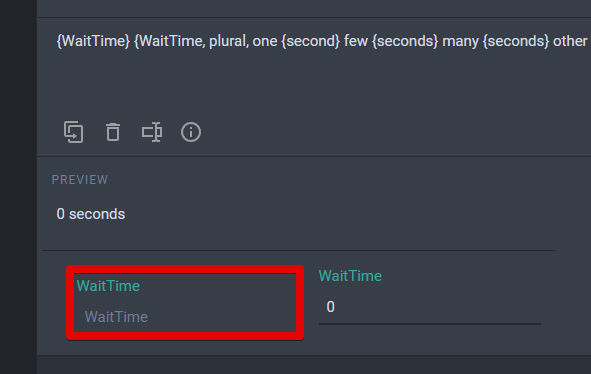 {WaitTime} {WaitTime, plural, one {second} few {seconds} many {seconds} other
PREVIEW
0 seconds
WaitTime
WaitTime
WaitTime
0